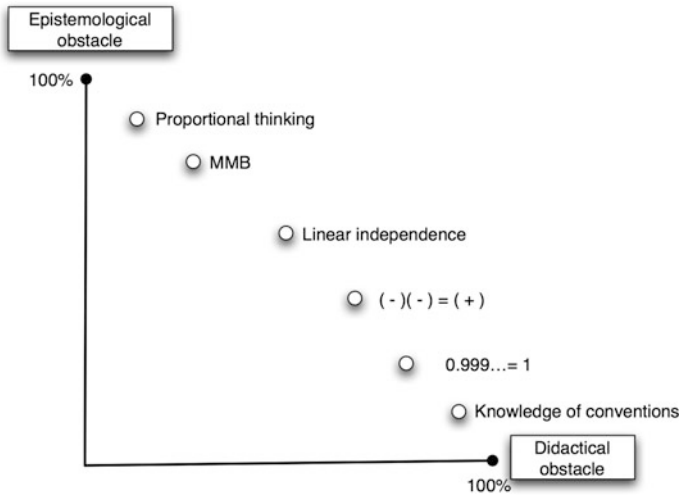 Epistemological
obstacle
100%
Proportional thinking
MMB
Linear independence
( - )( - ) = ( + )
0.999...= 1
Knowledge of conventions
Didactical
obstacle
100%